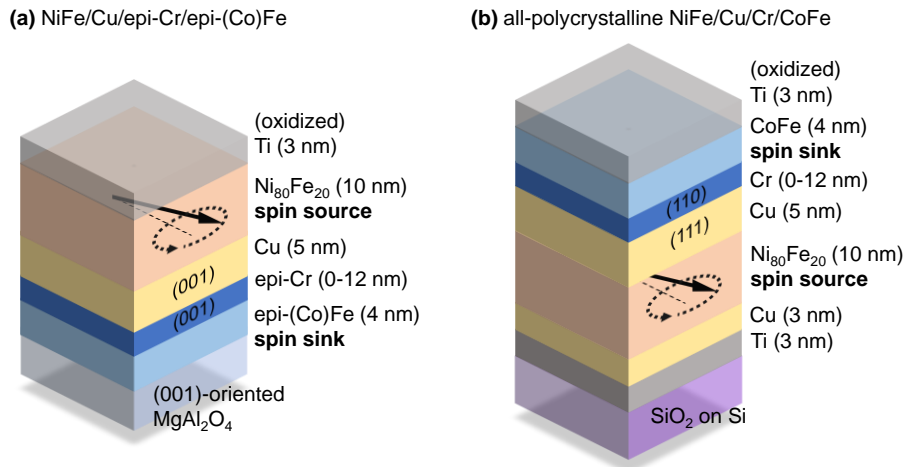 (a) NiFe/Cu/epi-Cr/epi-(Co)Fe
(oxidized)
Ti (3 nm)
Ni₈₀Fe₂₀ (10 nm)
spin source
Cu (5 nm)
epi-Cr (0-12 nm)
epi-(Co)Fe (4 nm)
spin sink
(001)
(001)
(001)-oriented
MgAl₂O₄
(b) all-polycrystalline NiFe/Cu/Cr/CoFe
(oxidized)
Ti (3 nm)
CoFe (4 nm)
spin sink
Cr (0-12 nm)
Cu (5 nm)
(110)
(111)
Ni₈₀Fe₂₀ (10 nm)
spin source
Cu (3 nm)
Ti (3 nm)
SiO₂ on Si